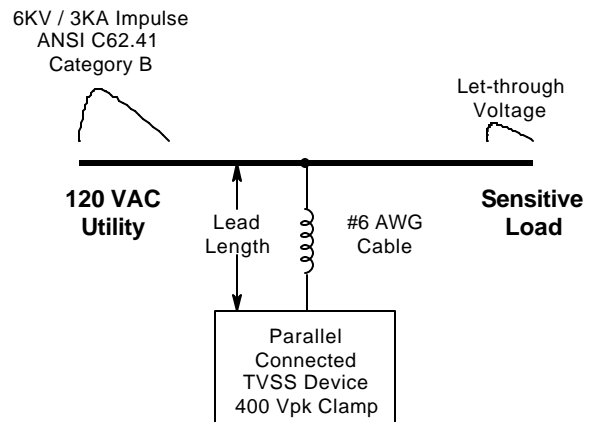 6KV / 3KA Impulse
ANSI C62.41
Category B
Let-through
Voltage
120 VAC
Utility
Lead
Length
#6 AWG
Cable
Sensitive
Load
Parallel
Connected
TVSS Device
400 Vpk Clamp